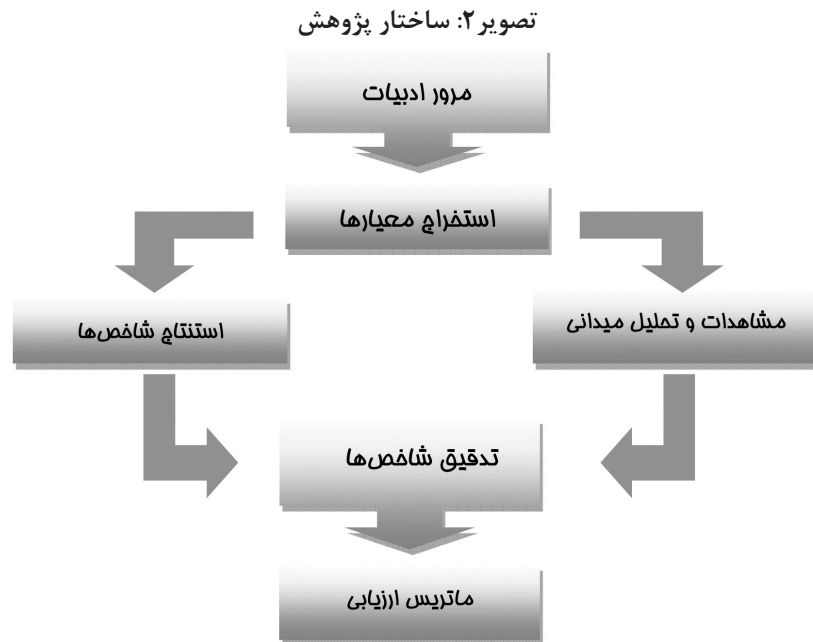 تصویر۲: ساختار پژوهش
مرور ادبیات
استخراج معیارها
مشاهدات و تحلیل میدانی
استنتاج شاخص‌ها
تدقیق شاخص‌ها
ماتریس ارزیابی